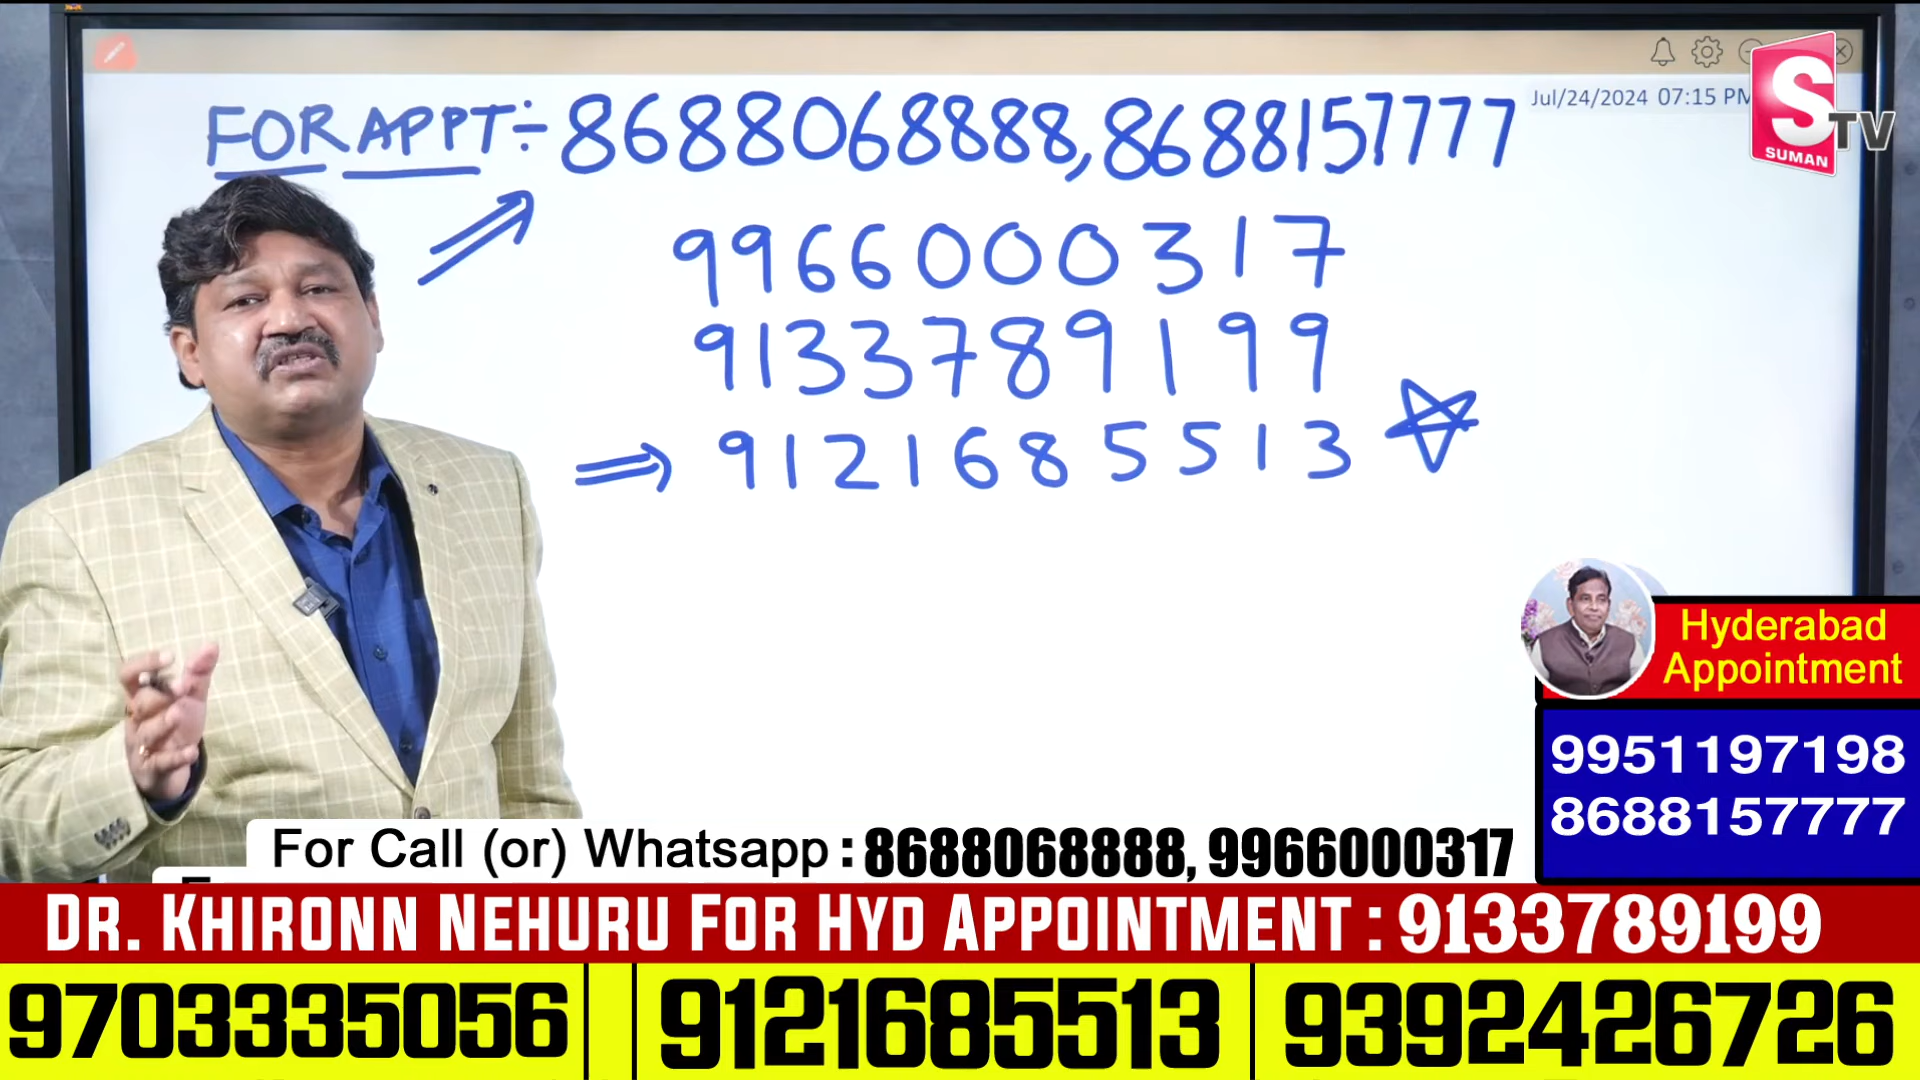 FOR APPT:- 8688068888, 8688157777
Jul/24/2024 07:15 PM
S TV
SUMAN
9966000317
9133789199
⇒ 9121685513
Hyderabad
Appointment
9951197198
8688157777
For Call (or) Whatsapp : 8688068888, 9966000317
DR. KHIRONN NEHURU FOR HYD APPOINTMENT : 9133789199
9703335056
9121685513
9392426726